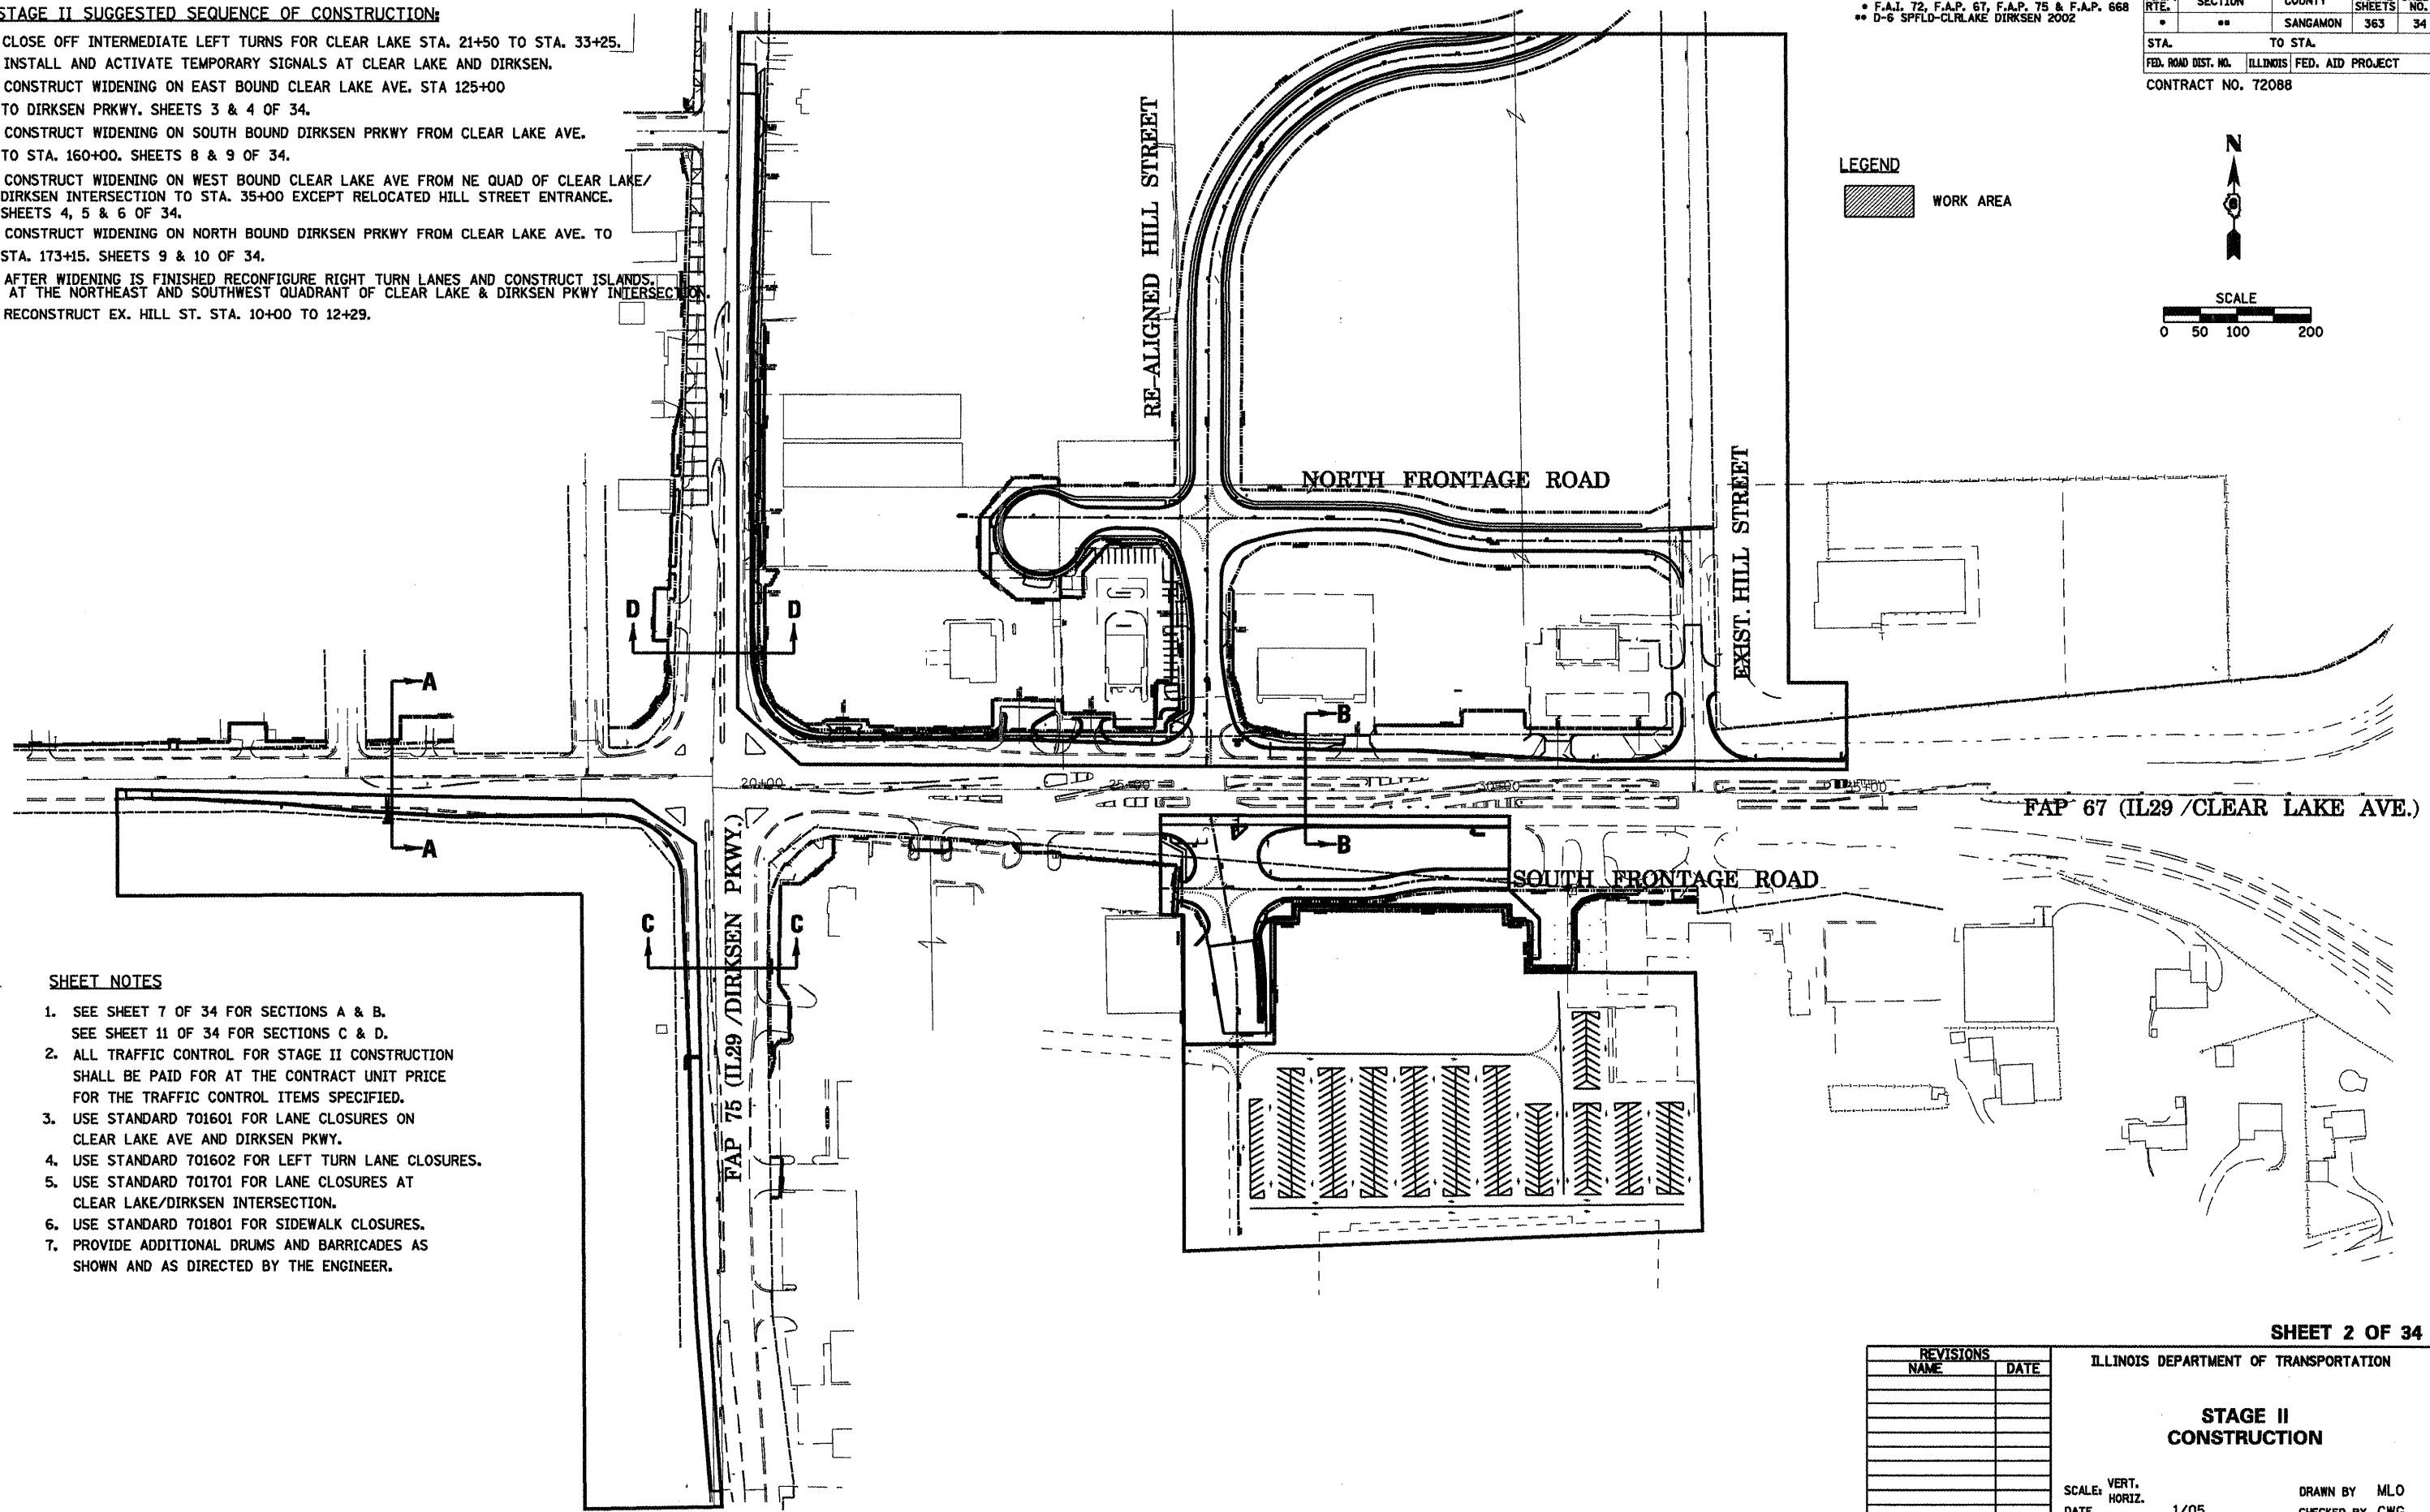 STAGE II SUGGESTED SEQUENCE OF CONSTRUCTION:
CLOSE OFF INTERMEDIATE LEFT TURNS FOR CLEAR LAKE STA. 21+50 TO STA. 33+25.
INSTALL AND ACTIVATE TEMPORARY SIGNALS AT CLEAR LAKE AND DIRKSEN.
CONSTRUCT WIDENING ON EAST BOUND CLEAR LAKE AVE. STA 125+00
TO DIRKSEN PRKWY. SHEETS 3 & 4 OF 34.
CONSTRUCT WIDENING ON SOUTH BOUND DIRKSEN PRKWY FROM CLEAR LAKE AVE.
TO STA. 160+00. SHEETS 8 & 9 OF 34.
CONSTRUCT WIDENING ON WEST BOUND CLEAR LAKE AVE FROM NE QUAD OF CLEAR LAKE/
DIRKSEN INTERSECTION TO STA. 35+00 EXCEPT RELOCATED HILL STREET ENTRANCE.
SHEETS 4, 5 & 6 OF 34.
CONSTRUCT WIDENING ON NORTH BOUND DIRKSEN PRKWY FROM CLEAR LAKE AVE. TO
STA. 173+15. SHEETS 9 & 10 OF 34.
AFTER WIDENING IS FINISHED RECONFIGURE RIGHT TURN LANES AND CONSTRUCT ISLANDS.
AT THE NORTHEAST AND SOUTHWEST QUADRANT OF CLEAR LAKE & DIRKSEN PKWY INTERSECTION.
RECONSTRUCT EX. HILL ST. STA. 10+00 TO 12+29.
* F.A.I. 72, F.A.P. 67, F.A.P. 75 & F.A.P. 668
** D-6 SPFLD-CLRLAKE DIRKSEN 2002
RTE. SECTION COUNTY SHEETS NO.
* ** SANGAMON 363 34
STA. TO STA.
FED. ROAD DIST. NO. ILLINOIS FED. AID PROJECT
CONTRACT NO. 72088
LEGEND
WORK AREA
N
SCALE
0 50 100 200
RE-ALIGNED HILL STREET
NORTH FRONTAGE ROAD
EXIST. HILL STREET
D D
A
B
20+00 25+00 30+00 35+00
FAP 67 (IL29 /CLEAR LAKE AVE.)
A
B
SOUTH FRONTAGE ROAD
C C
FAP 75 (IL29 /DIRKSEN PKWY.)
SHEET NOTES
1. SEE SHEET 7 OF 34 FOR SECTIONS A & B.
SEE SHEET 11 OF 34 FOR SECTIONS C & D.
2. ALL TRAFFIC CONTROL FOR STAGE II CONSTRUCTION
SHALL BE PAID FOR AT THE CONTRACT UNIT PRICE
FOR THE TRAFFIC CONTROL ITEMS SPECIFIED.
3. USE STANDARD 701601 FOR LANE CLOSURES ON
CLEAR LAKE AVE AND DIRKSEN PKWY.
4. USE STANDARD 701602 FOR LEFT TURN LANE CLOSURES.
5. USE STANDARD 701701 FOR LANE CLOSURES AT
CLEAR LAKE/DIRKSEN INTERSECTION.
6. USE STANDARD 701801 FOR SIDEWALK CLOSURES.
7. PROVIDE ADDITIONAL DRUMS AND BARRICADES AS
SHOWN AND AS DIRECTED BY THE ENGINEER.
SHEET 2 OF 34
REVISIONS
NAME DATE
ILLINOIS DEPARTMENT OF TRANSPORTATION
STAGE II
CONSTRUCTION
SCALE: VERT.
HORIZ.
DRAWN BY MLO
DATE 1/05
CHECKED BY GWG